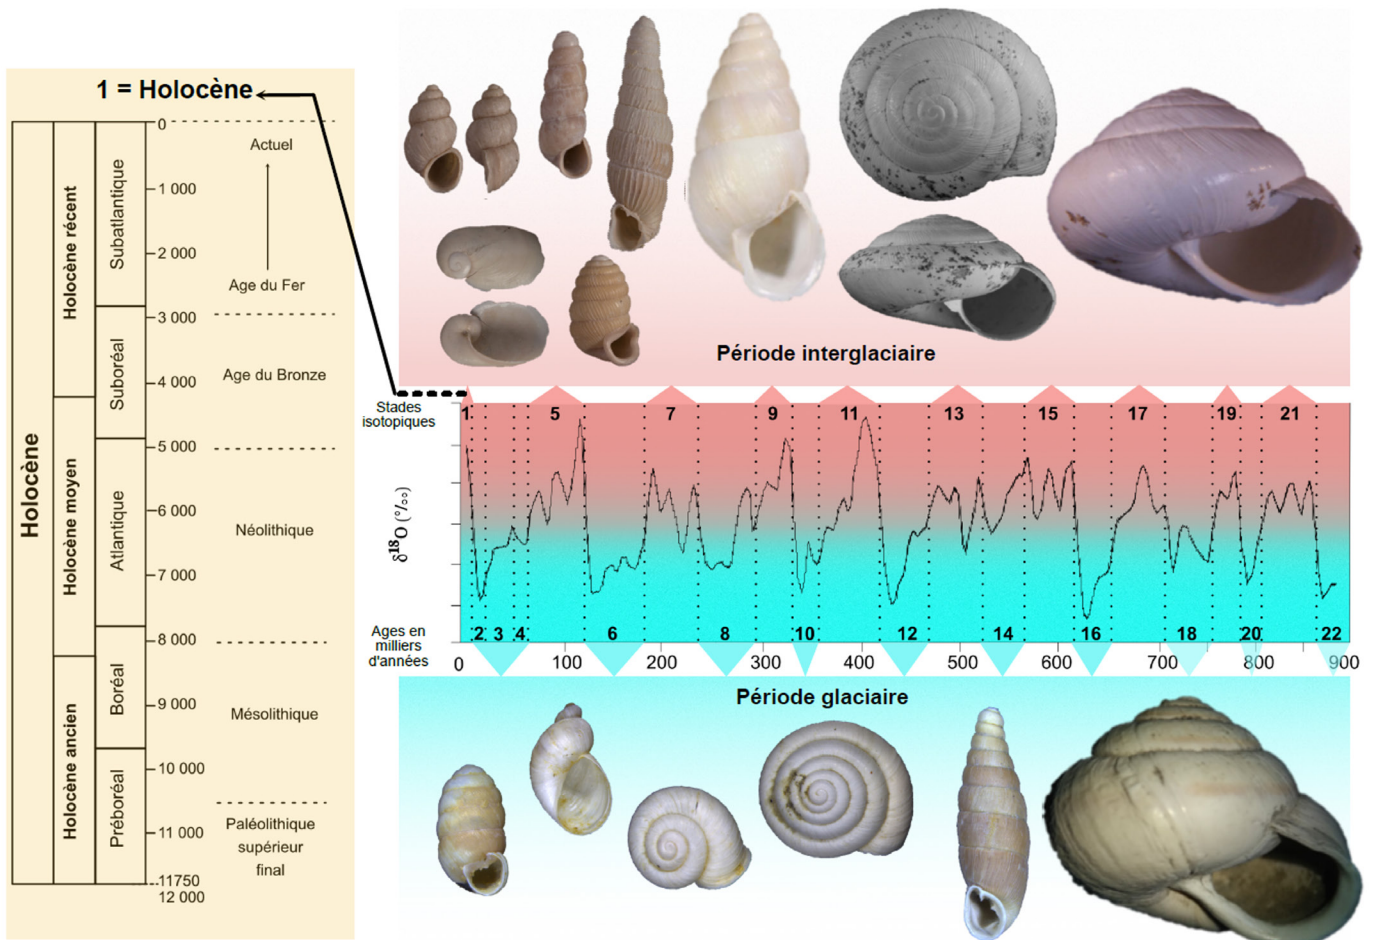 1 = Holocène
Holocène
Holocène récent
Holocène moyen
Holocène ancien
Subatlantique
Suboréal
Atlantique
Boréal
Préboréal
0
1 000
2 000
3 000
4 000
5 000
6 000
7 000
8 000
9 000
10 000
11 000
11750
12 000
Actuel
Age du Fer
Age du Bronze
Néolithique
Mésolithique
Paléolithique
supérieur
final
Période interglaciaire
Stades
isotopiques
1 5 7 9 11 13 15 17 19 21
δ18O (°/°°)
2 3 4 6 8 10 12 14 16 18 20 22
Ages en
milliers
d'années
0 100 200 300 400 500 600 700 800 900
Période glaciaire